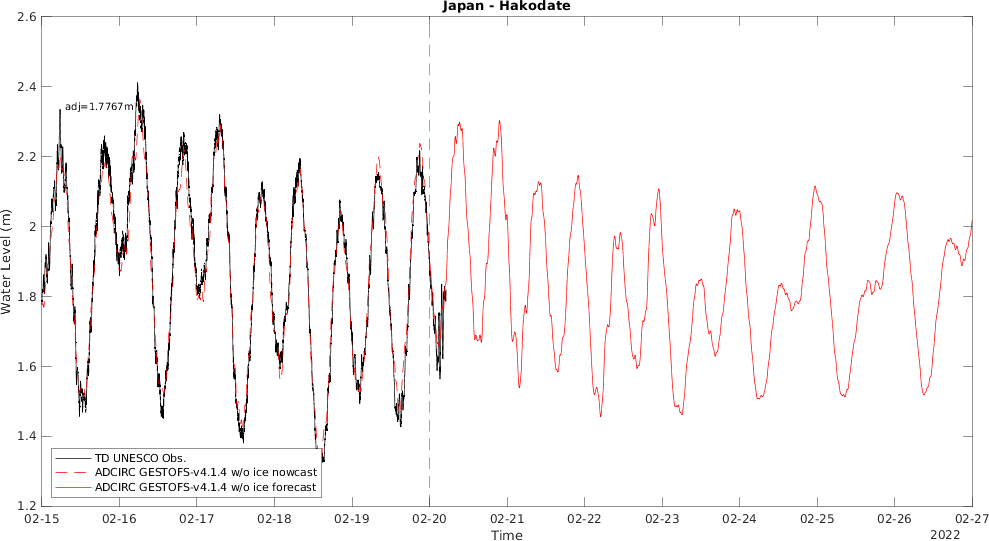 Japan - Hakodate
2.6
2.4
2.2
2
1.8
1.6
1.4
1.2
Water Level (m)
adj=1.7767m
TD UNESCO Obs.
ADCIRC GESTOFS-v4.1.4 w/o ice nowcast
ADCIRC GESTOFS-v4.1.4 w/o ice forecast
02-15 02-16 02-17 02-18 02-19 02-20 02-21 02-22 02-23 02-24 02-25 02-26 02-27
Time
2022